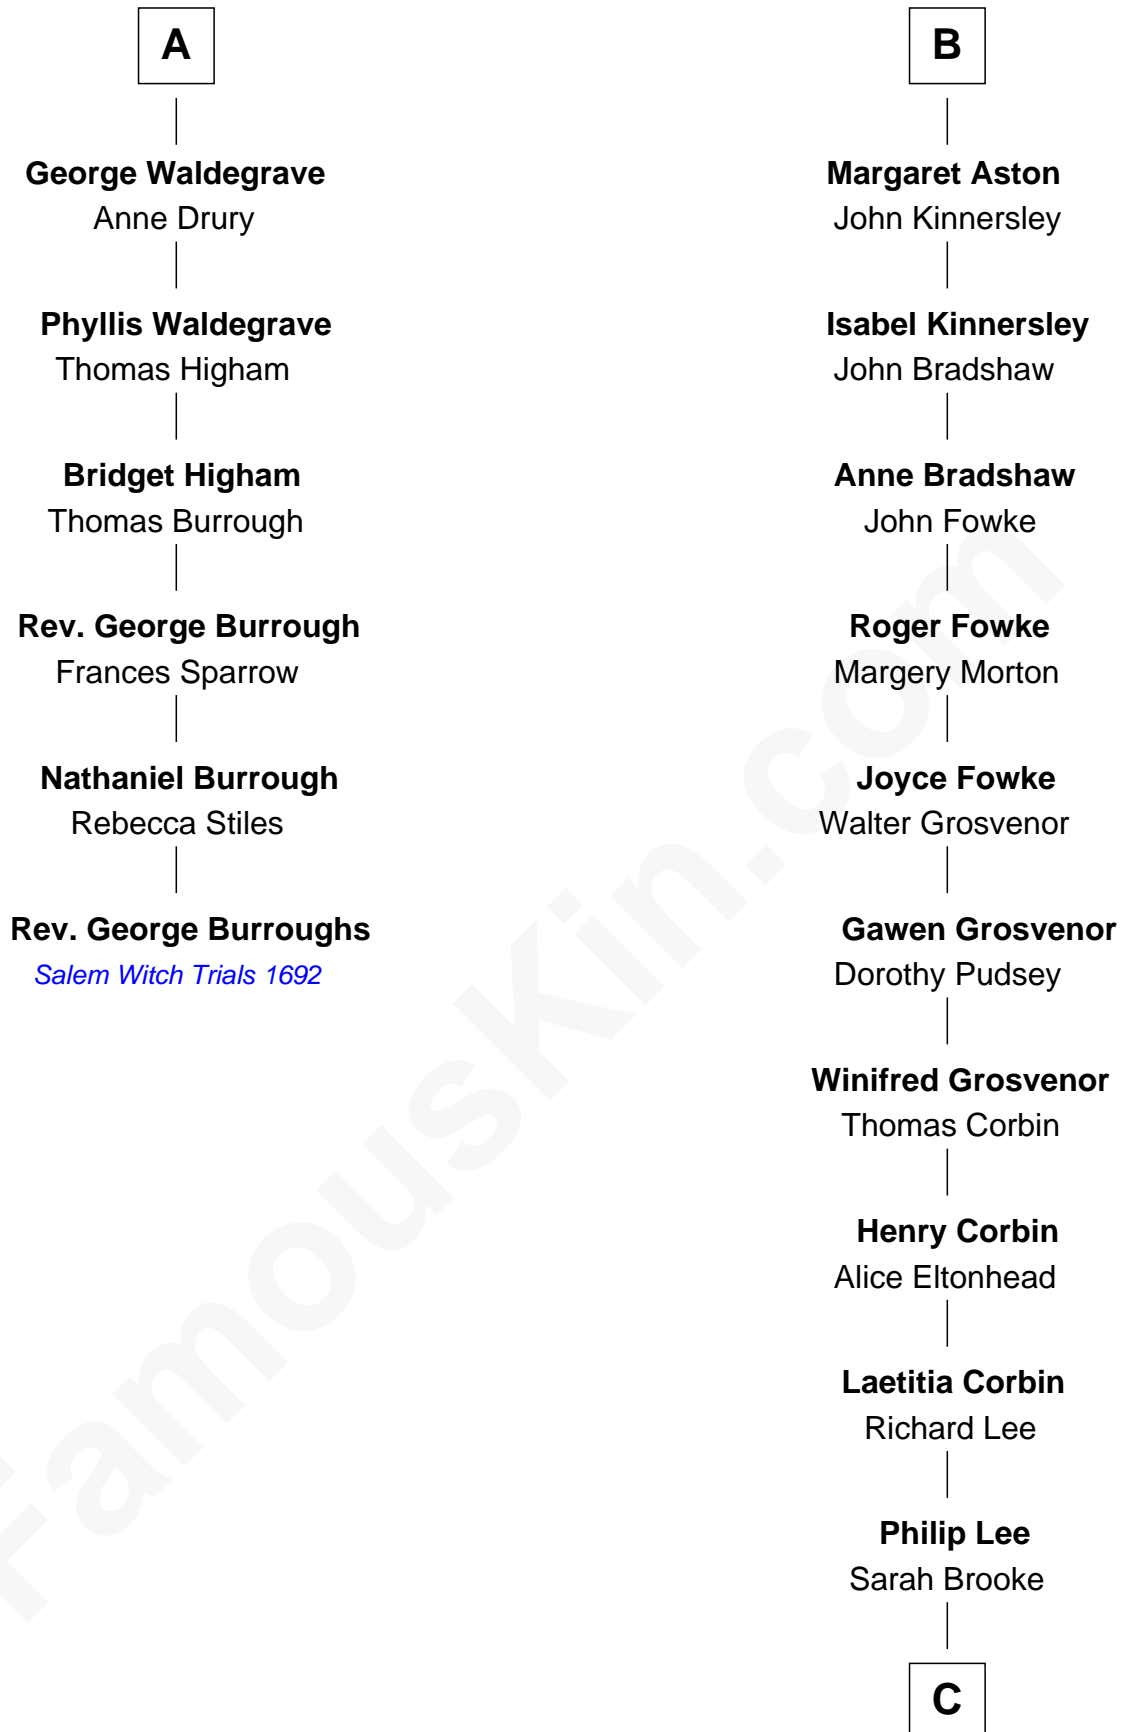 A
George Waldegrave
Anne Drury
Phyllis Waldegrave
Thomas Higham
Bridget Higham
Thomas Burrough
Rev. George Burrough
Frances Sparrow
Nathaniel Burrough
Rebecca Stiles
Rev. George Burroughs
Salem Witch Trials 1692
B
Margaret Aston
John Kinnersley
Isabel Kinnersley
John Bradshaw
Anne Bradshaw
John Fowke
Roger Fowke
Margery Morton
Joyce Fowke
Walter Grosvenor
Gawen Grosvenor
Dorothy Pudsey
Winifred Grosvenor
Thomas Corbin
Henry Corbin
Alice Eltonhead
Laetitia Corbin
Richard Lee
Philip Lee
Sarah Brooke
C
FamousKin.com